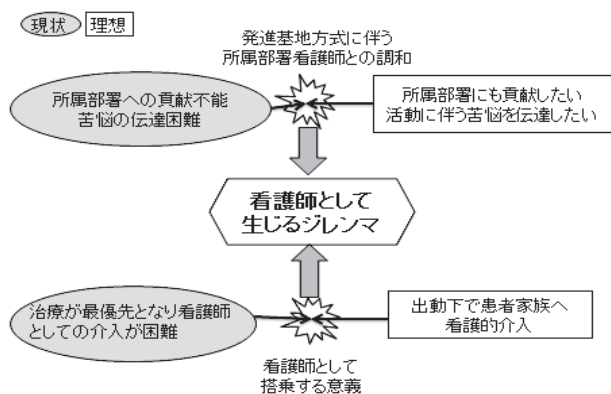 現状 理想
発進基地方式に伴う
所属部署看護師との調和
所属部署への貢献不能
苦悩の伝達困難
所属部署にも貢献したい
活動に伴う苦悩を伝達したい
看護師として
生じるジレンマ
治療が最優先となり看護師
としての介入が困難
出動下で患者家族へ
看護的介入
看護師として
搭乗する意義